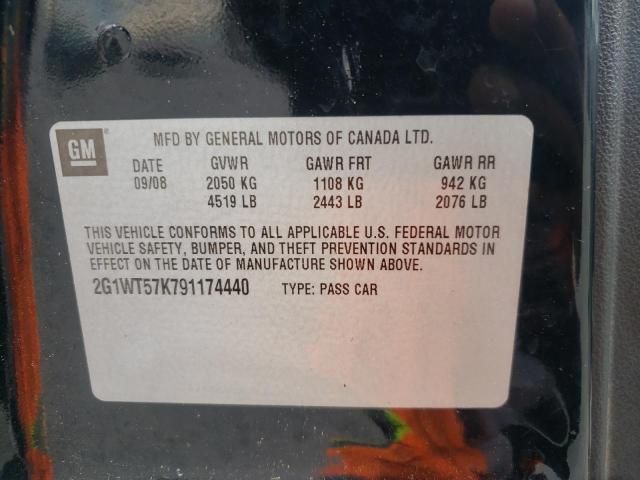 GM
MFD BY GENERAL MOTORS OF CANADA LTD.
DATE GVWR GAWR FRT GAWR RR
09/08 2050 KG 1108 KG 942 KG
4519 LB 2443 LB 2076 LB
THIS VEHICLE CONFORMS TO ALL APPLICABLE U.S. FEDERAL MOTOR
VEHICLE SAFETY, BUMPER, AND THEFT PREVENTION STANDARDS IN
EFFECT ON THE DATE OF MANUFACTURE SHOWN ABOVE.
2G1WT57K791174440 TYPE: PASS CAR